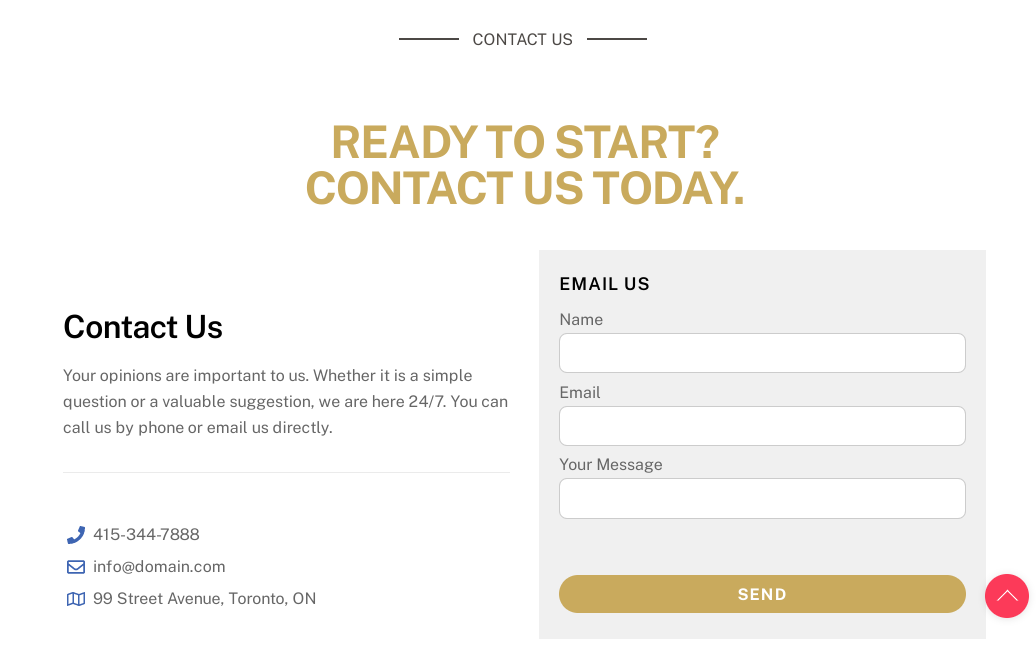 CONTACT US
READY TO START?
CONTACT US TODAY.
Contact Us
Your opinions are important to us. Whether it is a simple
question or a valuable suggestion, we are here 24/7. You can
call us by phone or email us directly.
415-344-7888
info@domain.com
99 Street Avenue, Toronto, ON
EMAIL US
Name
Email
Your Message
SEND